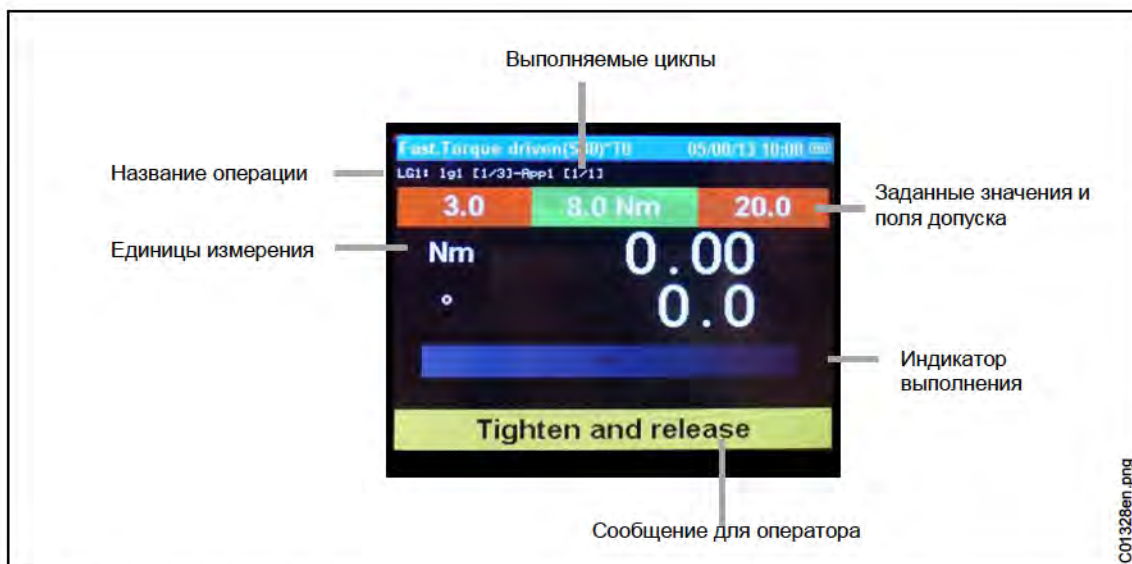 Выполняемые циклы
Fast.Torque driven(
05/00/13 10:00
Название операции
LG1: lg1 [1/3]-App1 [1/1]
3.0 8.0 Nm 20.0
Заданные значения и
поля допуска
Единицы измерения
Nm 0.00
° 0.0
Индикатор
выполнения
Tighten and release
Сообщение для оператора
C01328en.png